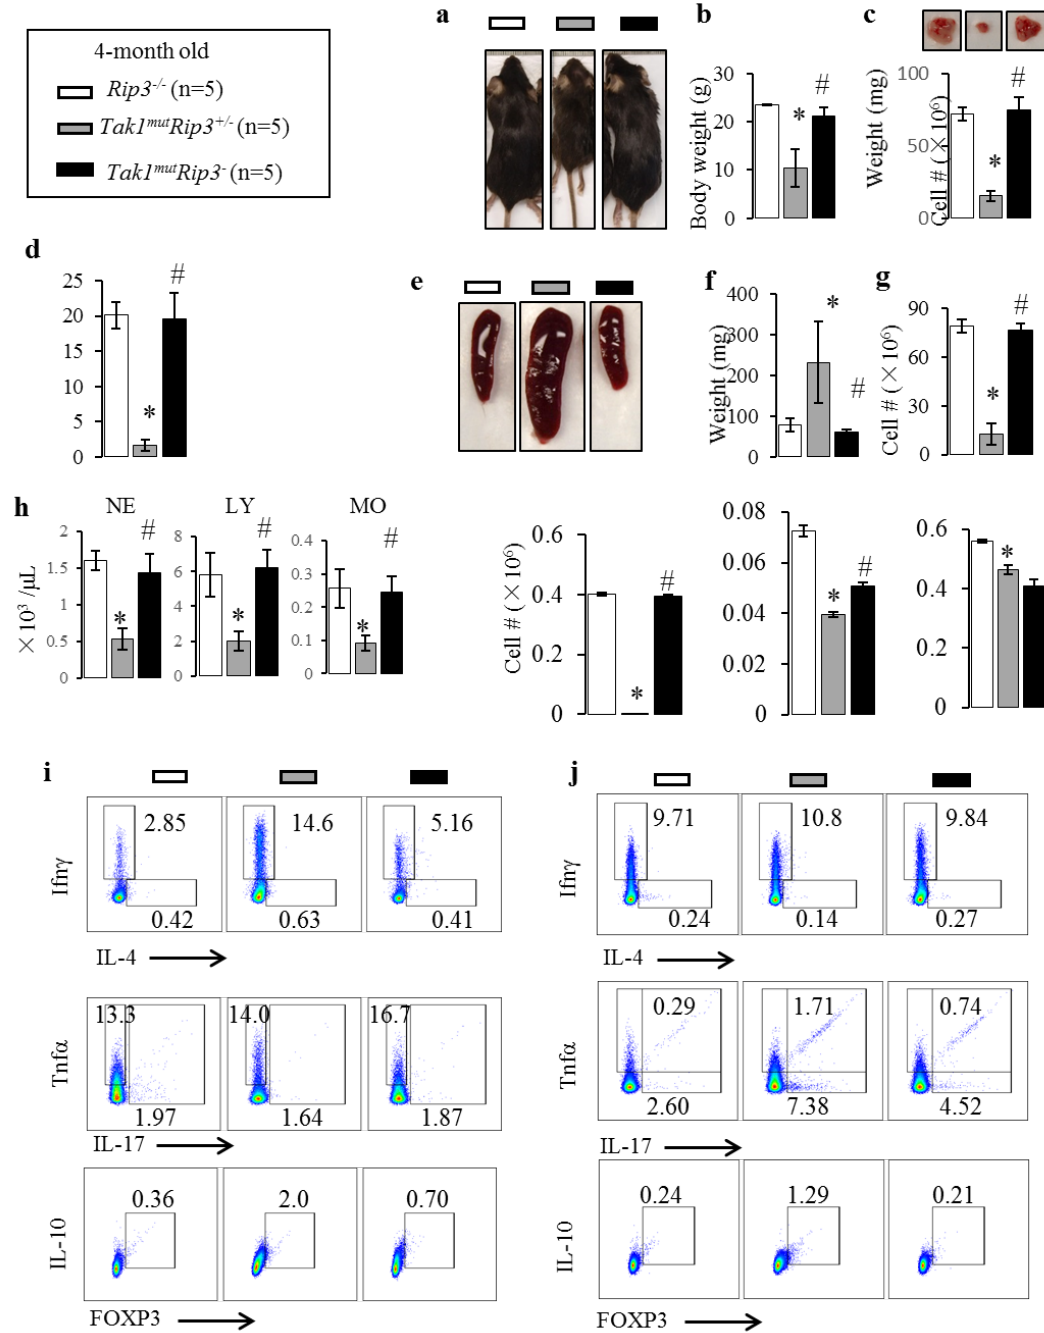 4-month old
Rip3-/- (n=5)
Tak1mutRip3+/- (n=5)
Tak1mutRip3- (n=5)
a
b
Body weight (g)
30
20
10
0
*
#
c
Weight (mg)
Cell # (×10⁶)
100
50
0
*
#
d
25
20
15
10
5
0
*
#
e
f
Weight (mg)
400
300
200
100
0
*
#
g
Cell # (×10⁶)
90
60
30
0
*
#
h
×10³ /μL
NE
2
1.5
1
0.5
0
*
#
LY
8
6
4
2
0
*
#
MO
0.4
0.3
0.2
0.1
0
*
#
Cell # (×10⁶)
0.6
0.4
0.2
0
*
#
0.08
0.06
0.04
0.02
0
*
#
0.6
0.4
0.2
0
*
i
Ifnγ
2.85 14.6 5.16
0.42 0.63 0.41
IL-4
Tnfα
13.3 14.0 16.7
1.97 1.64 1.87
IL-17
IL-10
0.36 2.0 0.70
FOXP3
j
Ifnγ
9.71 10.8 9.84
0.24 0.14 0.27
IL-4
Tnfα
0.29 1.71 0.74
2.60 7.38 4.52
IL-17
IL-10
0.24 1.29 0.21
FOXP3